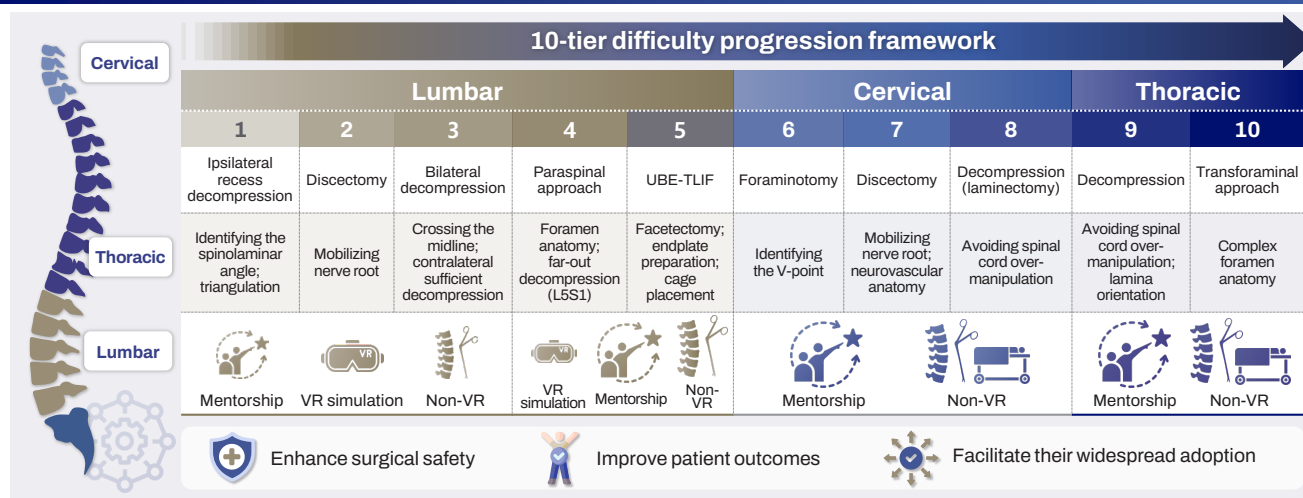 10-tier difficulty progression framework
Cervical
Thoracic
Lumbar
Lumbar
Cervical
Thoracic
1
2
3
4
5
6
7
8
9
10
Ipsilateral
recess
decompression
Discectomy
Bilateral
decompression
Paraspinal
approach
UBE-TLIF
Foraminotomy
Discectomy
Decompression
(laminectomy)
Decompression
Transforaminal
approach
Identifying the
spinolaminar
angle;
triangulation
Mobilizing
nerve root
Crossing the
midline;
contralateral
sufficient
decompression
Foramen
anatomy;
far-out
decompression
(L5S1)
Facetectomy;
endplate
preparation;
cage
placement
Identifying
the V-point
Mobilizing
nerve root;
neurovascular
anatomy
Avoiding spinal
cord over-
manipulation
Avoiding spinal
cord over-
manipulation;
lamina
orientation
Complex
foramen
anatomy
VR
VR
Mentorship
VR simulation
Non-VR
VR
simulation
Mentorship
Non-
VR
Mentorship
Non-VR
Mentorship
Non-VR
Enhance surgical safety
Improve patient outcomes
Facilitate their widespread adoption